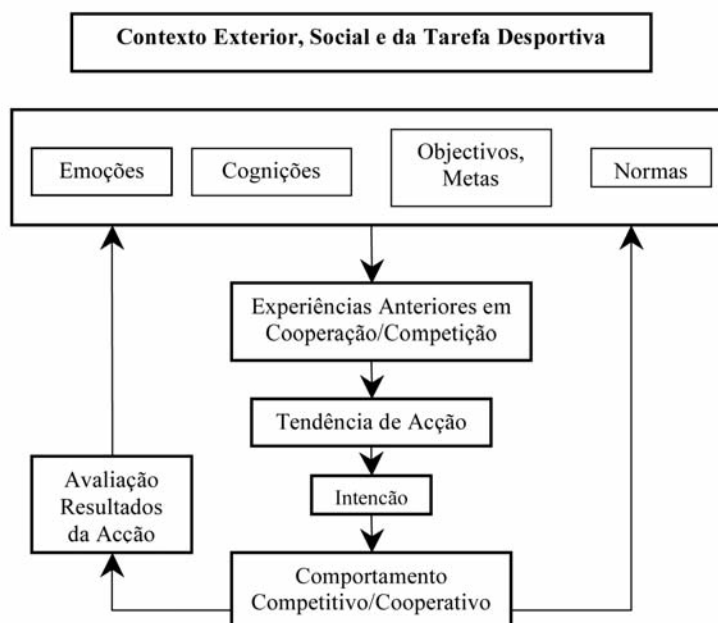 Contexto Exterior, Social e da Tarefa Desportiva
Emoções
Cognições
Objectivos,
Metas
Normas
Experiências Anteriores em
Cooperação/Competição
Tendência de Acção
Avaliação
Resultados
da Acção
Intencão
Comportamento
Competitivo/Cooperativo